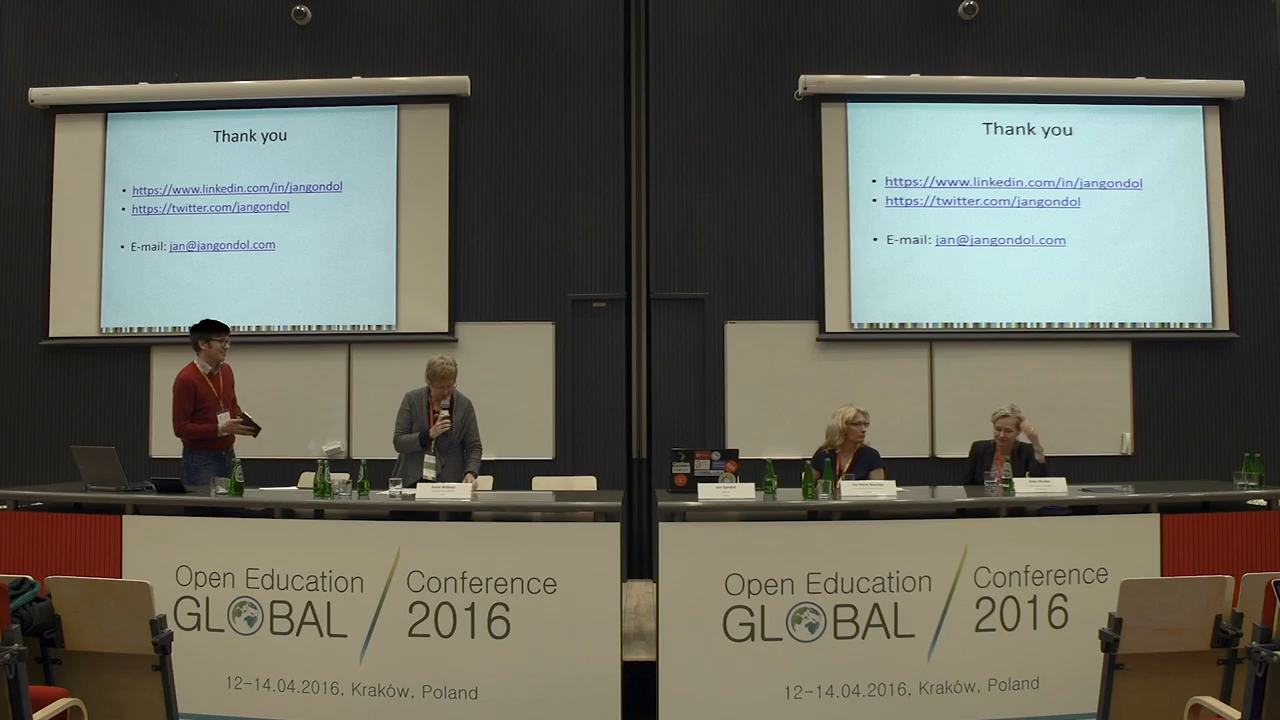 Thank you
• https://www.linkedin.com/in/jangondol
• https://twitter.com/jangondol
• E-mail: jan@jangondol.com
Thank you
• https://www.linkedin.com/in/jangondol
• https://twitter.com/jangondol
• E-mail: jan@jangondol.com
Jan Gondol
Open Education
GLOBAL
Conference
2016
12–14.04.2016, Kraków, Poland
Open Education
GLOBAL
Conference
2016
12–14.04.2016, Kraków, Poland